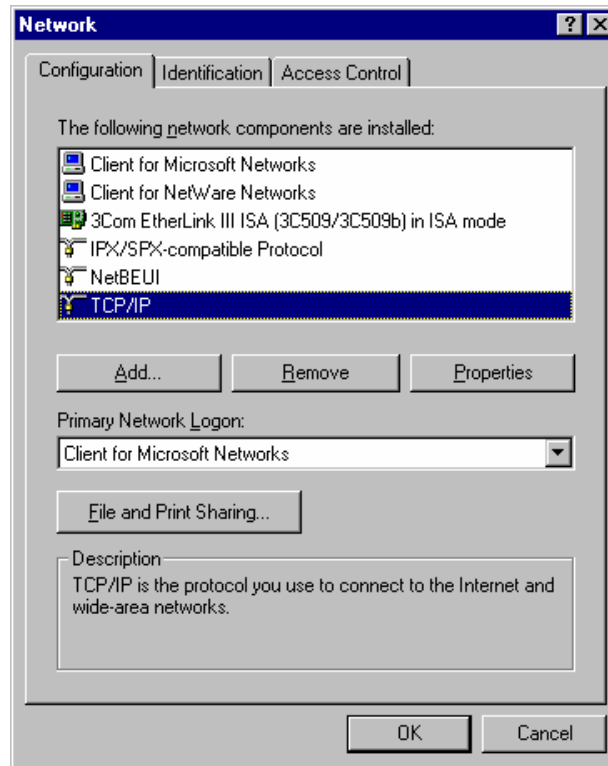 Network
Configuration
Identification
Access Control
The following network components are installed:
Client for Microsoft Networks
Client for NetWare Networks
3Com EtherLink III ISA (3C509/3C509b) in ISA mode
IPX/SPX-compatible Protocol
NetBEUI
TCP/IP
Add...
Remove
Properties
Primary Network Logon:
Client for Microsoft Networks
File and Print Sharing...
Description
TCP/IP is the protocol you use to connect to the Internet and
wide-area networks.
OK
Cancel